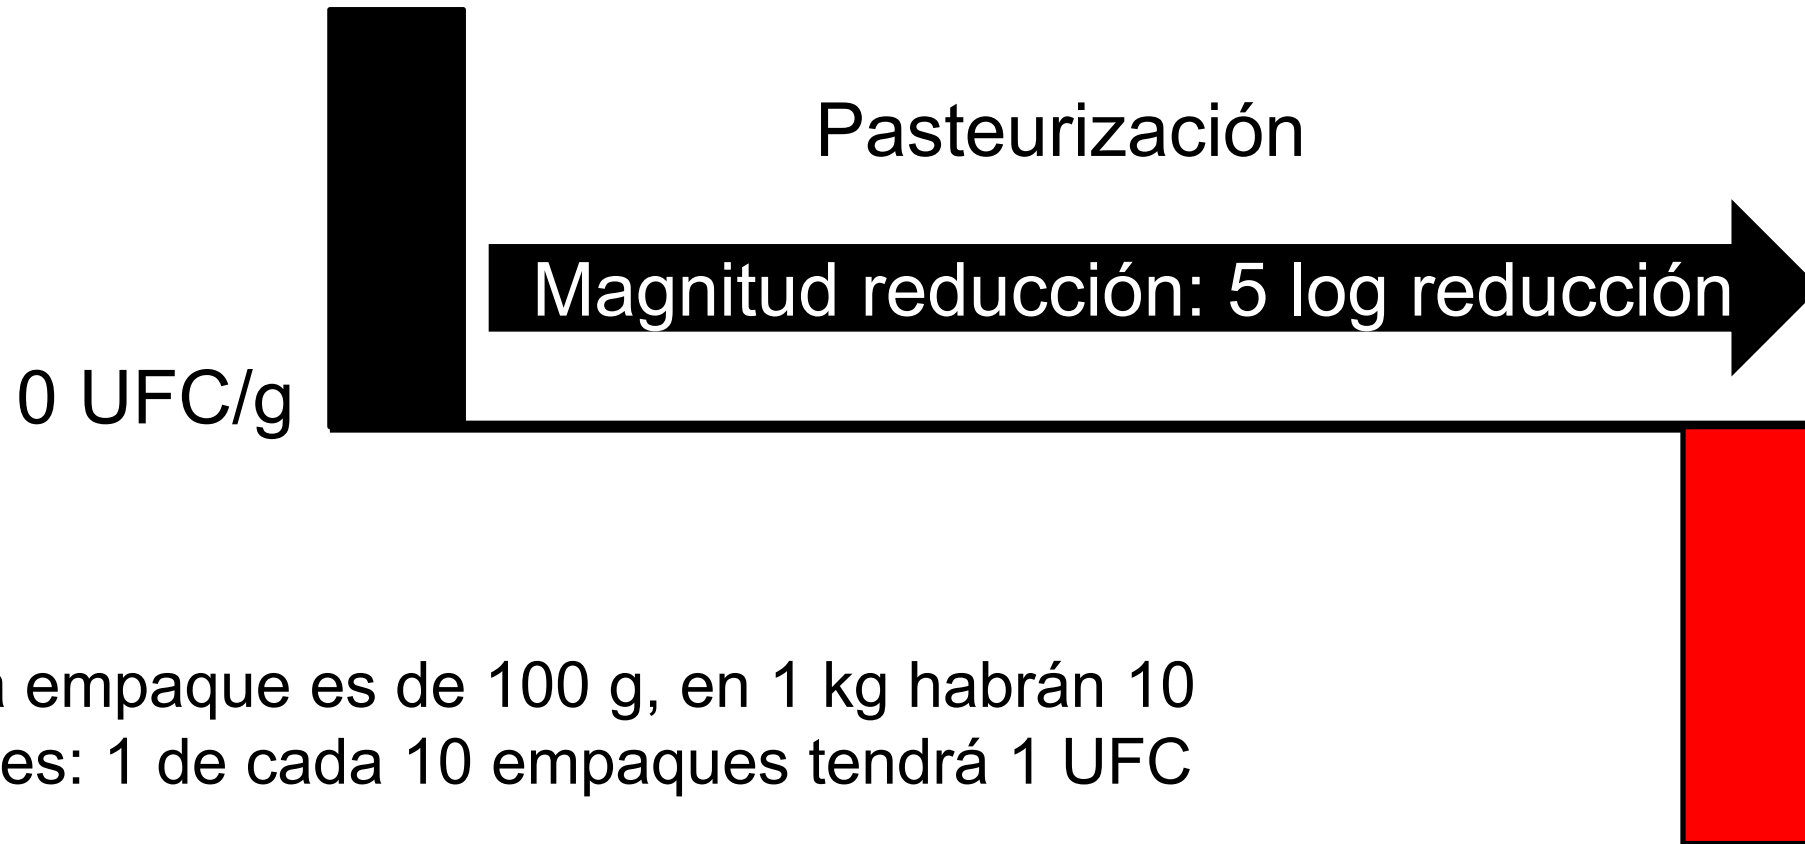 Pasteurización
Magnitud reducción: 5 log reducción
0 UFC/g
empaque es de 100 g, en 1 kg habrán 10
es: 1 de cada 10 empaques tendrá 1 UFC